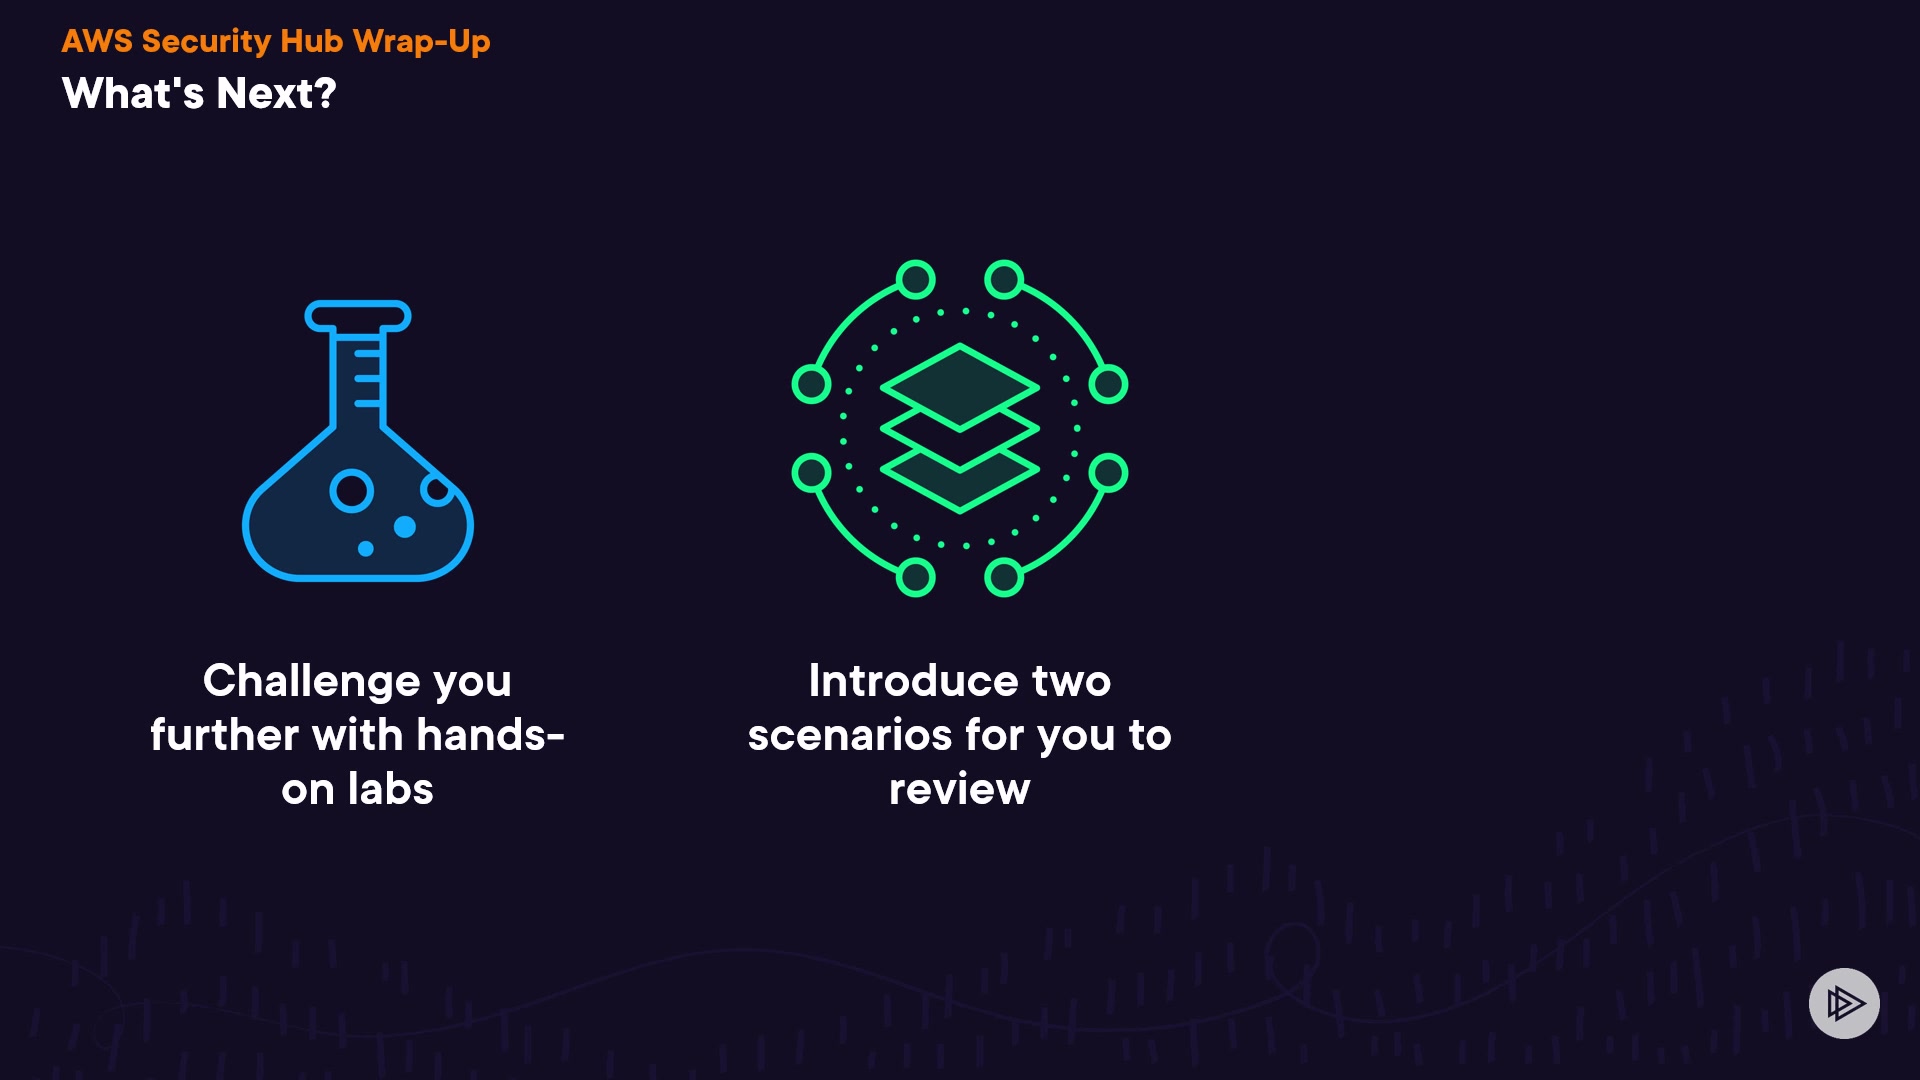 AWS Security Hub Wrap-Up
What's Next?
Challenge you
further with hands-
on labs
Introduce two
scenarios for you to
review